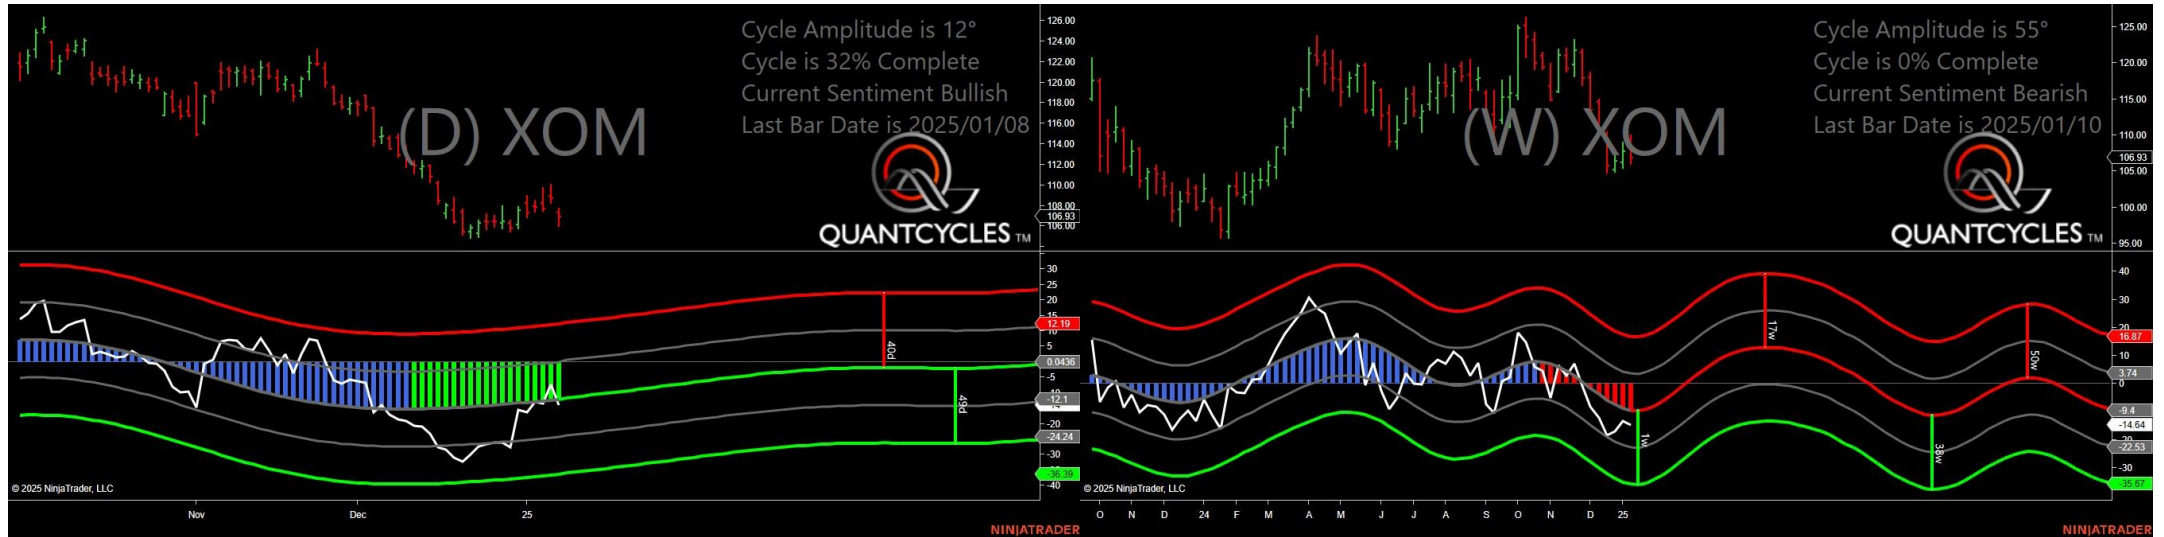 Cycle Amplitude is 12°
Cycle is 32% Complete
Current Sentiment Bullish
Last Bar Date is 2025/01/08
(D) XOM
QUANTCYCLES TM
126.00
124.00
122.00
120.00
118.00
116.00
114.00
112.00
110.00
108.00
106.93
106.00
30
25
20
15
12.19
10
5
0.0436
-5
-12.1
-20
-24.24
-30
-36.39
-40
40d
49d
© 2025 NinjaTrader, LLC
Nov
Dec
25
NINJATRADER
Cycle Amplitude is 55°
Cycle is 0% Complete
Current Sentiment Bearish
Last Bar Date is 2025/01/10
(W) XOM
QUANTCYCLES TM
125.00
120.00
115.00
110.00
106.93
105.00
100.00
95.00
40
30
20
16.87
10
3.74
0
-9.4
-14.64
-22.53
-30
-35.67
17w
50w
1w
38w
© 2025 NinjaTrader, LLC
O N D 24 F M A M J J A S O N D 25
NINJATRADER